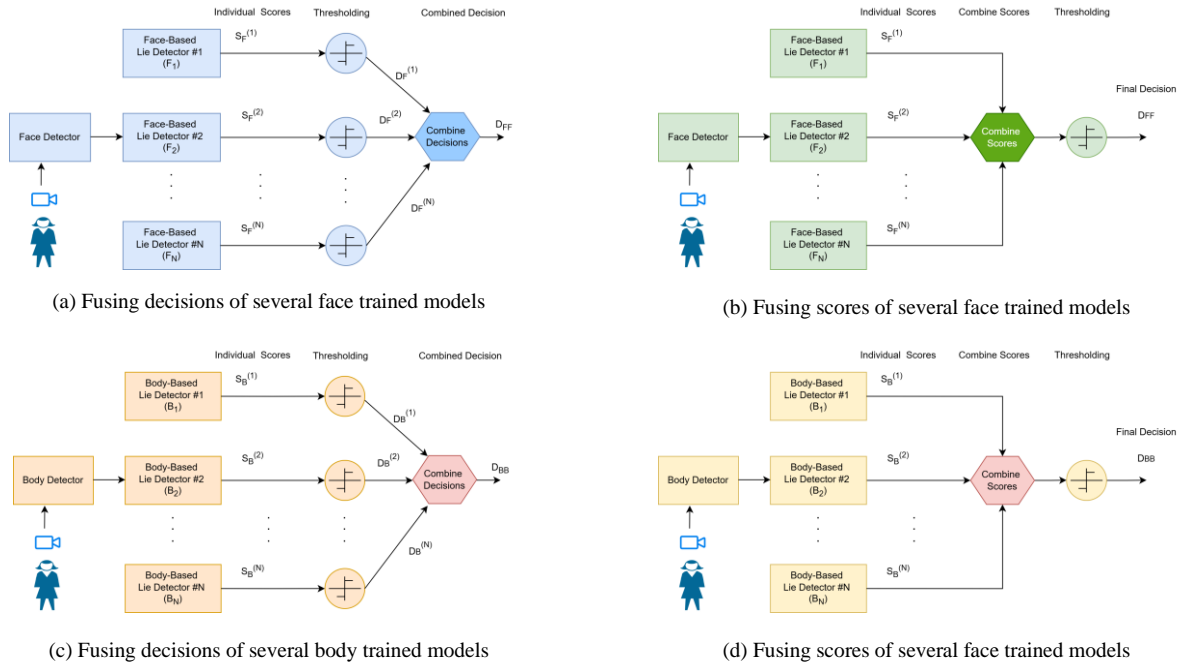 Individual Scores Thresholding Combined Decision
Face-Based
Lie Detector #1
(F1)
SF(1)
DF(1)
Face Detector
Face-Based
Lie Detector #2
(F2)
SF(2)
DF(2)
Combine
Decisions
DFF
Face-Based
Lie Detector #N
(FN)
SF(N)
DF(N)
(a) Fusing decisions of several face trained models
Individual Scores Combine Scores Thresholding
Face-Based
Lie Detector #1
(F1)
SF(1)
Final Decision
Face Detector
Face-Based
Lie Detector #2
(F2)
SF(2)
Combine
Scores
DFF
Face-Based
Lie Detector #N
(FN)
SF(N)
(b) Fusing scores of several face trained models
Individual Scores Thresholding Combined Decision
Body-Based
Lie Detector #1
(B1)
SB(1)
DB(1)
Body Detector
Body-Based
Lie Detector #2
(B2)
SB(2)
DB(2)
Combine
Decisions
DBB
Body-Based
Lie Detector #N
(BN)
SB(N)
DB(N)
(c) Fusing decisions of several body trained models
Individual Scores Combine Scores Thresholding
Body-Based
Lie Detector #1
(B1)
SB(1)
Final Decision
Body Detector
Body-Based
Lie Detector #2
(B2)
SB(2)
Combine
Scores
DBB
Body-Based
Lie Detector #N
(BN)
SB(N)
(d) Fusing scores of several face trained models